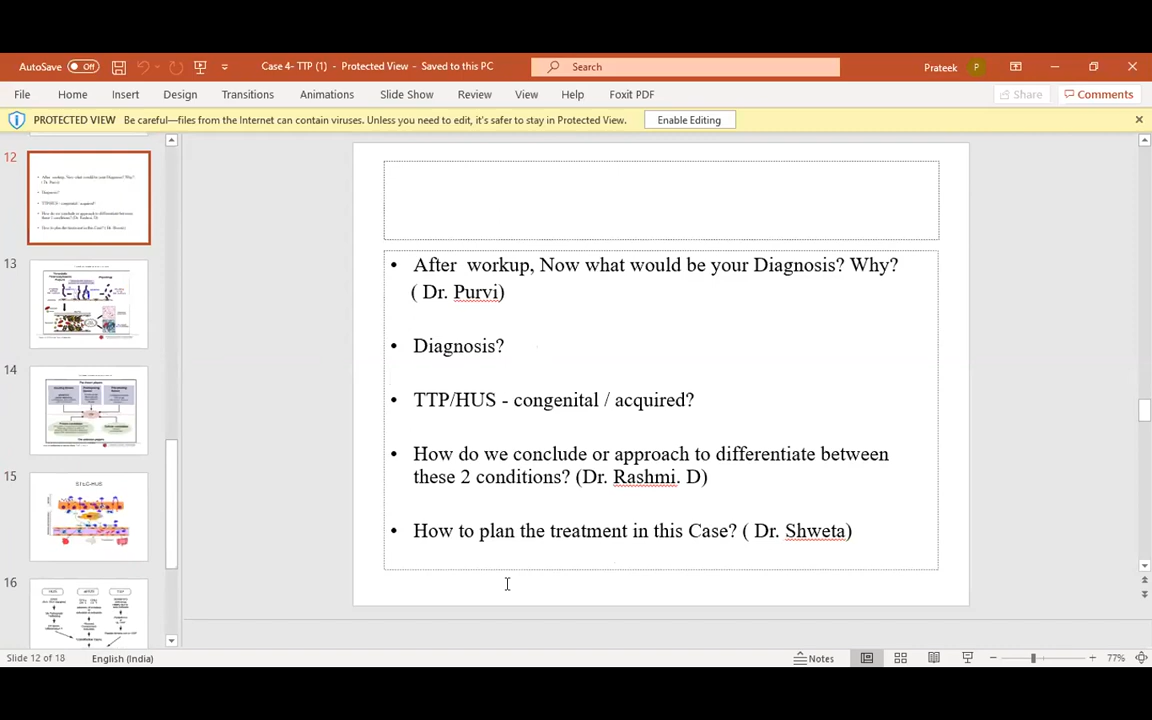 AutoSave Off Case 4- TTP (1) - Protected View - Saved to this PC Search Prateek P
File Home Insert Design Transitions Animations Slide Show Review View Help Foxit PDF Share Comments
PROTECTED VIEW Be careful—files from the Internet can contain viruses. Unless you need to edit, it's safer to stay in Protected View. Enable Editing
12
13
14
15
STEC-HUS
16
HUS
TTP
• After workup, Now what would be your Diagnosis? Why?
( Dr. Purvi)
• Diagnosis?
• TTP/HUS - congenital / acquired?
• How do we conclude or approach to differentiate between
these 2 conditions? (Dr. Rashmi. D)
• How to plan the treatment in this Case? ( Dr. Shweta)
Slide 12 of 18 English (India) Notes 77%